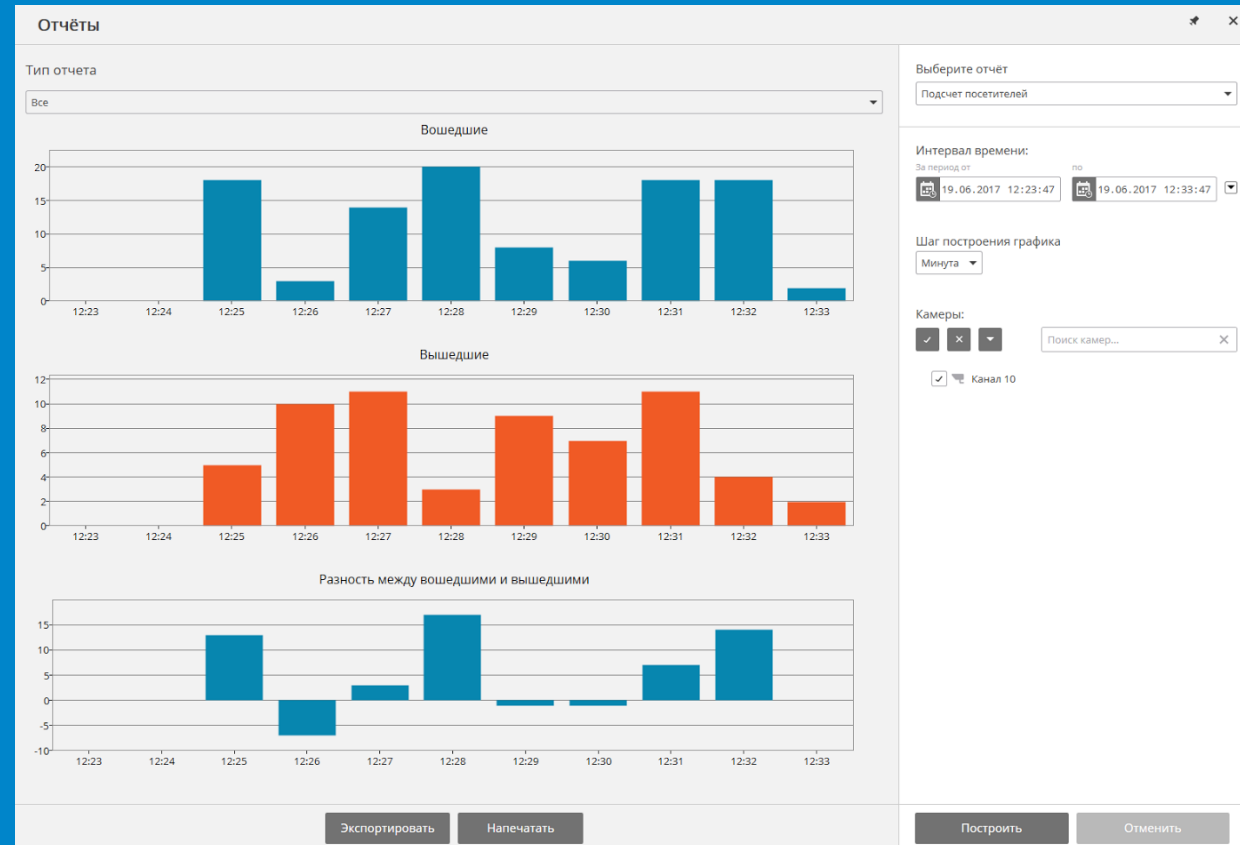 Отчёты
Тип отчета
Все
Вошедшие
20
15
10
5
0
12:23 12:24 12:25 12:26 12:27 12:28 12:29 12:30 12:31 12:32 12:33
Вышедшие
12
10
8
6
4
2
0
12:23 12:24 12:25 12:26 12:27 12:28 12:29 12:30 12:31 12:32 12:33
Разность между вошедшими и вышедшими
15
10
5
0
-5
-10
12:23 12:24 12:25 12:26 12:27 12:28 12:29 12:30 12:31 12:32 12:33
Экспортировать Напечатать
Выберите отчёт
Подсчет посетителей
Интервал времени:
За период от по
19.06.2017 12:23:47 19.06.2017 12:33:47
Шаг построения графика
Минута
Камеры:
Поиск камер...
Канал 10
Построить Отменить